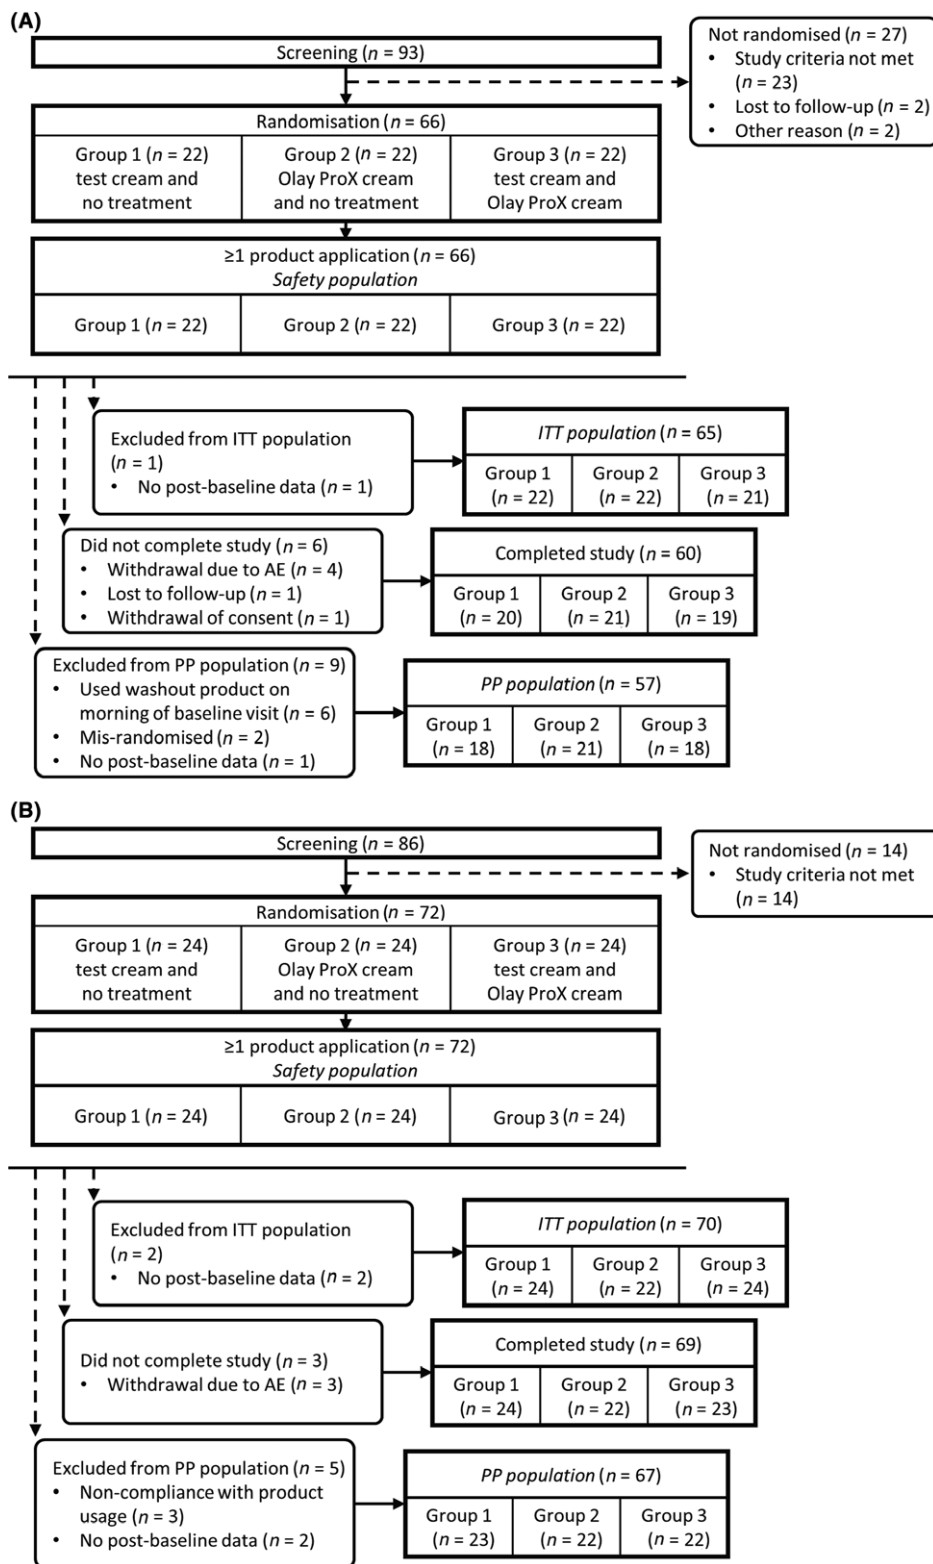 (A)
Screening (n = 93)
Not randomised (n = 27)
• Study criteria not met
(n = 23)
• Lost to follow-up (n = 2)
• Other reason (n = 2)
Randomisation (n = 66)
Group 1 (n = 22)
test cream and
no treatment
Group 2 (n = 22)
Olay ProX cream
and no treatment
Group 3 (n = 22)
test cream and
Olay ProX cream
≥1 product application (n = 66)
Safety population
Group 1 (n = 22)
Group 2 (n = 22)
Group 3 (n = 22)
Excluded from ITT population
(n = 1)
• No post-baseline data (n = 1)
ITT population (n = 65)
Group 1
(n = 22)
Group 2
(n = 22)
Group 3
(n = 21)
Did not complete study (n = 6)
• Withdrawal due to AE (n = 4)
• Lost to follow-up (n = 1)
• Withdrawal of consent (n = 1)
Completed study (n = 60)
Group 1
(n = 20)
Group 2
(n = 21)
Group 3
(n = 19)
Excluded from PP population (n = 9)
• Used washout product on
morning of baseline visit (n = 6)
• Mis-randomised (n = 2)
• No post-baseline data (n = 1)
PP population (n = 57)
Group 1
(n = 18)
Group 2
(n = 21)
Group 3
(n = 18)
(B)
Screening (n = 86)
Not randomised (n = 14)
• Study criteria not met
(n = 14)
Randomisation (n = 72)
Group 1 (n = 24)
test cream and
no treatment
Group 2 (n = 24)
Olay ProX cream
and no treatment
Group 3 (n = 24)
test cream and
Olay ProX cream
≥1 product application (n = 72)
Safety population
Group 1 (n = 24)
Group 2 (n = 24)
Group 3 (n = 24)
Excluded from ITT population
(n = 2)
• No post-baseline data (n = 2)
ITT population (n = 70)
Group 1
(n = 24)
Group 2
(n = 22)
Group 3
(n = 24)
Did not complete study (n = 3)
• Withdrawal due to AE (n = 3)
Completed study (n = 69)
Group 1
(n = 24)
Group 2
(n = 22)
Group 3
(n = 23)
Excluded from PP population (n = 5)
• Non-compliance with product
usage (n = 3)
• No post-baseline data (n = 2)
PP population (n = 67)
Group 1
(n = 23)
Group 2
(n = 22)
Group 3
(n = 22)